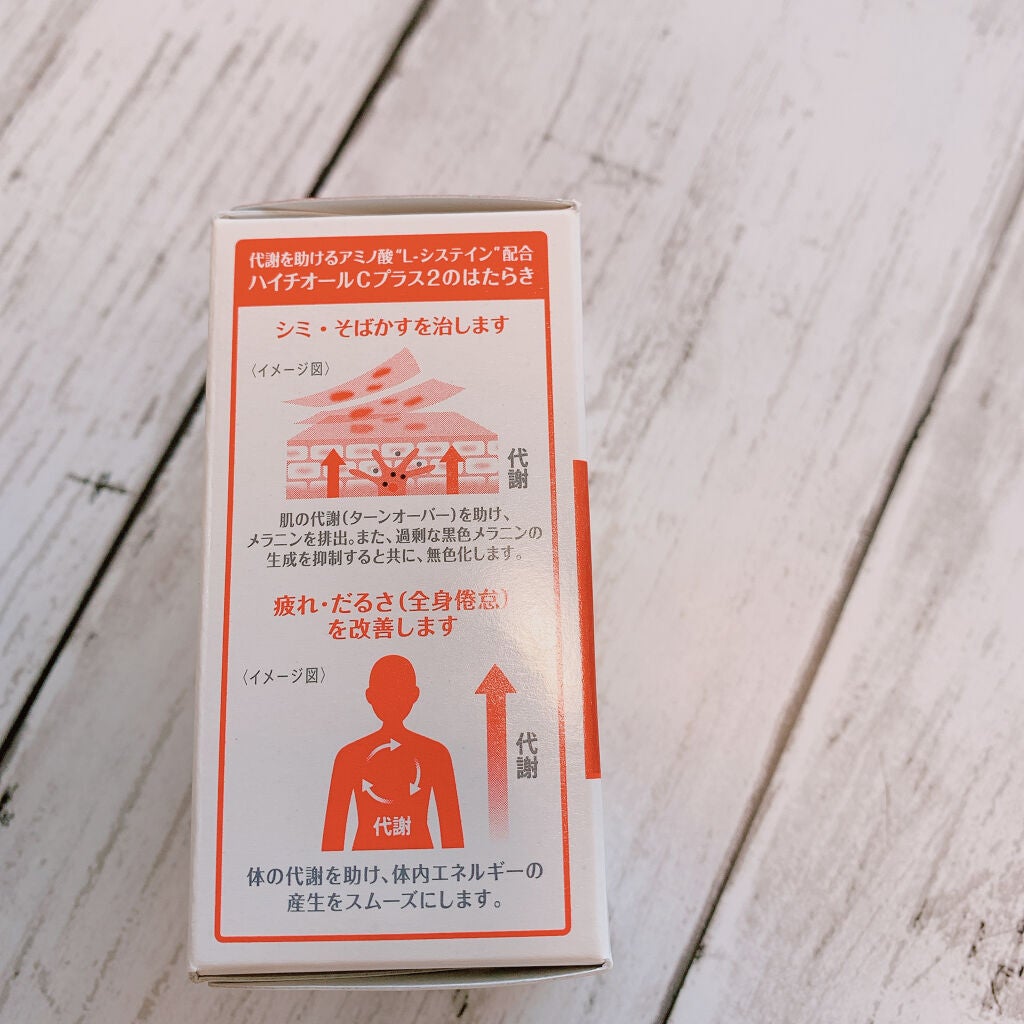 代謝を助けるアミノ酸“L-システイン”配合
ハイチオールCプラス2のはたらき
シミ・そばかすを治します
〈イメージ図〉
代謝
肌の代謝(ターンオーバー)を助け、
メラニンを排出。また、過剰な黒色メラニンの
生成を抑制すると共に、無色化します。
疲れ・だるさ(全身倦怠)
を改善します
〈イメージ図〉
代謝
代謝
体の代謝を助け、体内エネルギーの
産生をスムーズにします。